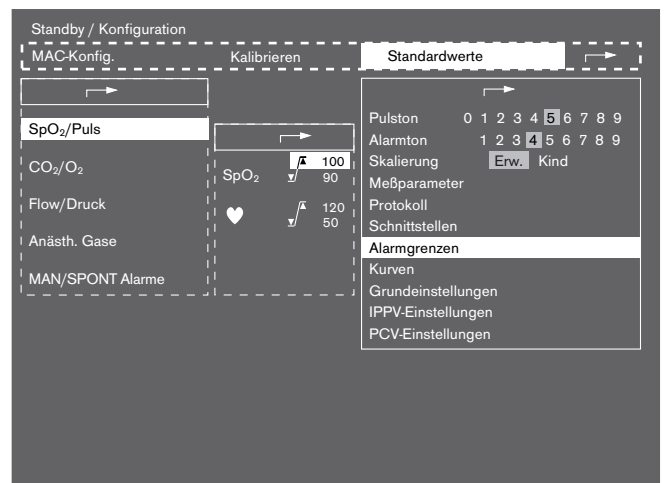 Standby / Konfiguration
MAC-Konfig. Kalibrieren Standardwerte
SpO₂/Puls
CO₂/O₂
Flow/Druck
Anästh. Gase
MAN/SPONT Alarme
SpO₂ 100
90
120
50
Pulston 0 1 2 3 4 5 6 7 8 9
Alarmton 1 2 3 4 5 6 7 8 9
Skalierung Erw. Kind
Meßparameter
Protokoll
Schnittstellen
Alarmgrenzen
Kurven
Grundeinstellungen
IPPV-Einstellungen
PCV-Einstellungen